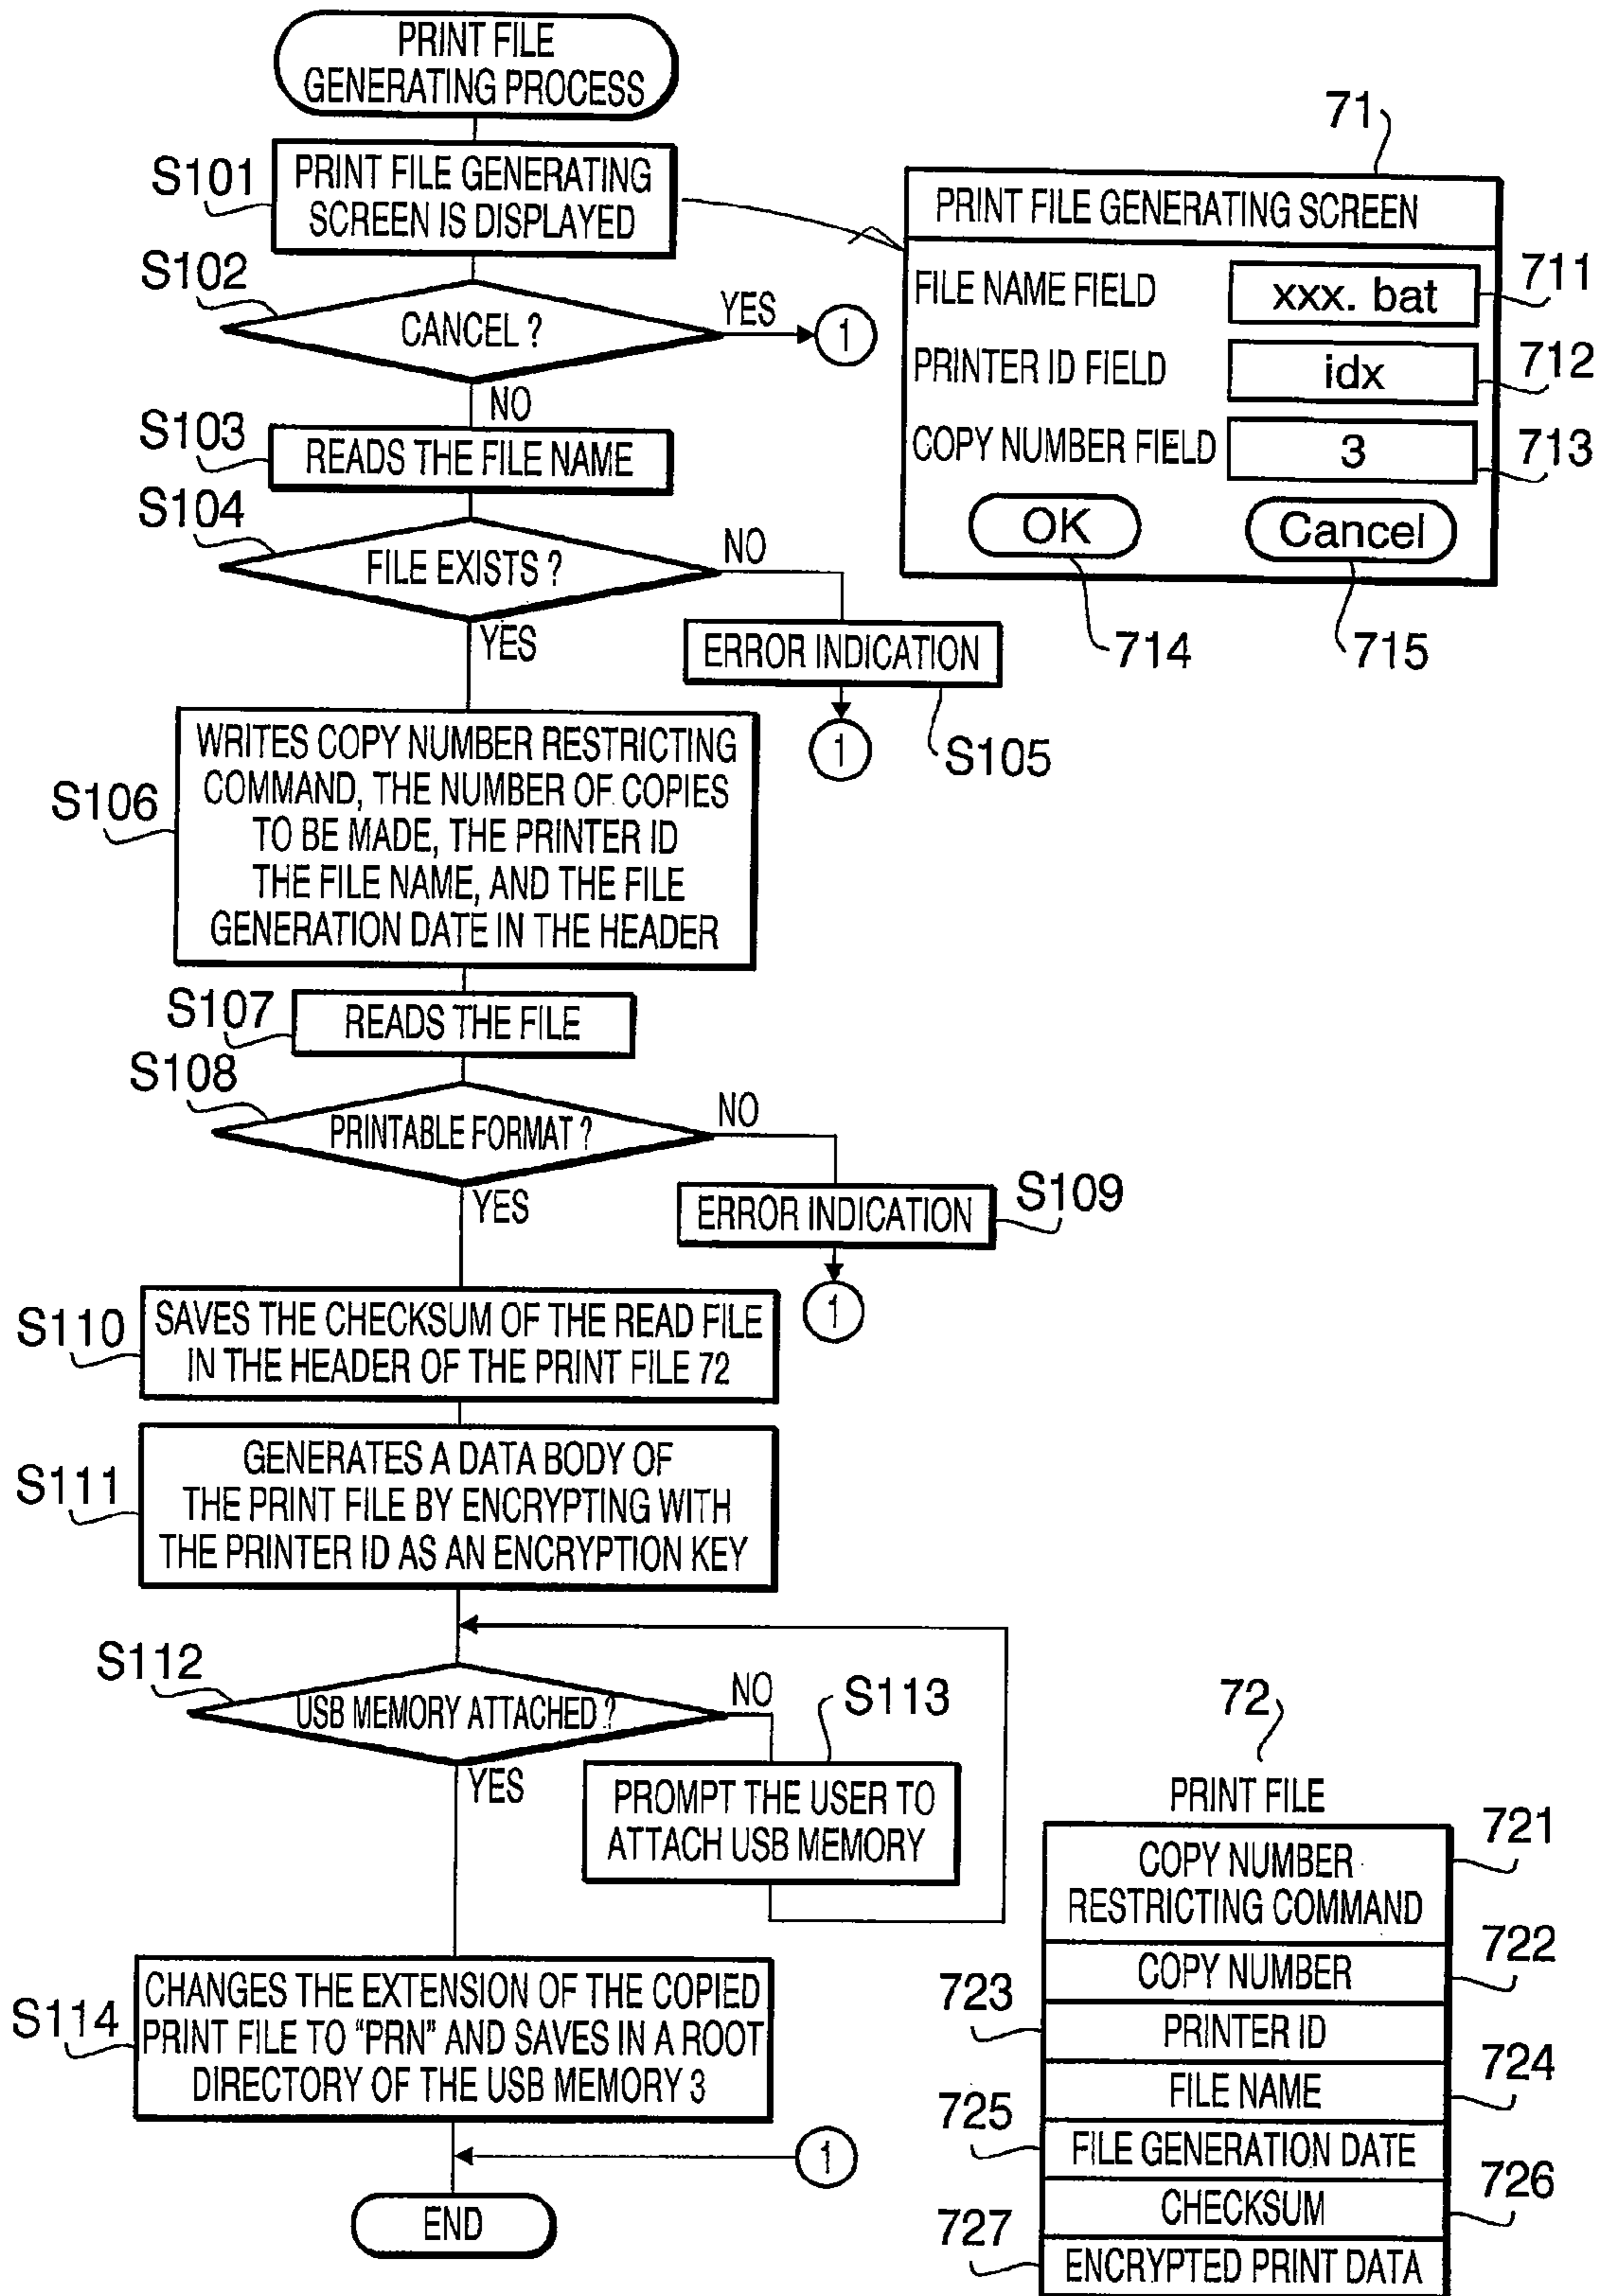 PRINT FILE
GENERATING PROCESS
S101
PRINT FILE GENERATING
SCREEN IS DISPLAYED
S102
CANCEL ?
YES
1
NO
S103
READS THE FILE NAME
S104
FILE EXISTS ?
NO
YES
ERROR INDICATION
1
S105
S106
WRITES COPY NUMBER RESTRICTING
COMMAND, THE NUMBER OF COPIES
TO BE MADE, THE PRINTER ID
THE FILE NAME, AND THE FILE
GENERATION DATE IN THE HEADER
S107
READS THE FILE
S108
PRINTABLE FORMAT ?
NO
YES
ERROR INDICATION
S109
1
S110
SAVES THE CHECKSUM OF THE READ FILE
IN THE HEADER OF THE PRINT FILE 72
S111
GENERATES A DATA BODY OF
THE PRINT FILE BY ENCRYPTING WITH
THE PRINTER ID AS AN ENCRYPTION KEY
S112
USB MEMORY ATTACHED ?
NO
YES
S113
PROMPT THE USER TO
ATTACH USB MEMORY
S114
CHANGES THE EXTENSION OF THE COPIED
PRINT FILE TO "PRN" AND SAVES IN A ROOT
DIRECTORY OF THE USB MEMORY 3
1
END
71
PRINT FILE GENERATING SCREEN
FILE NAME FIELD
xxx. bat
711
PRINTER ID FIELD
idx
712
COPY NUMBER FIELD
3
713
OK
Cancel
714
715
72
PRINT FILE
COPY NUMBER
RESTRICTING COMMAND
721
COPY NUMBER
722
723
PRINTER ID
FILE NAME
724
725
FILE GENERATION DATE
CHECKSUM
726
727
ENCRYPTED PRINT DATA